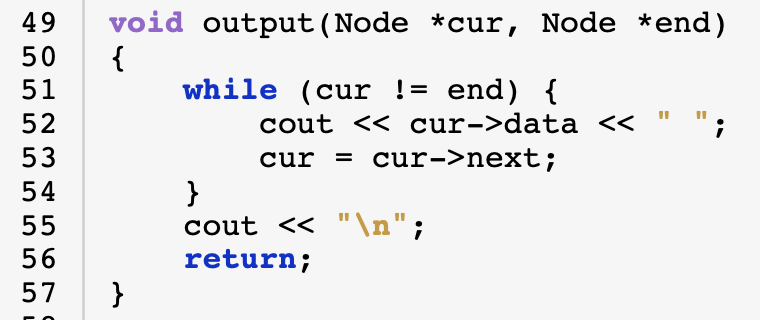 49 void output(Node *cur, Node *end)
50 {
51     while (cur != end) {
52         cout << cur->data << " ";
53         cur = cur->next;
54     }
55     cout << "\n";
56     return;
57 }